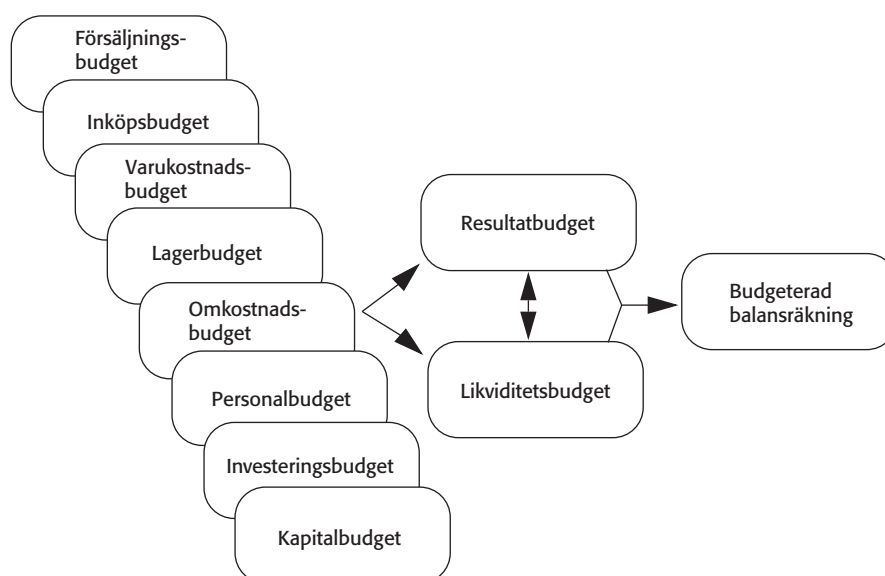 Försäljnings-
budget
Inköpsbudget
Varukostnads-
budget
Lagerbudget
Omkostnads-
budget
Personalbudget
Investeringsbudget
Kapitalbudget
Resultatbudget
Likviditetsbudget
Budgeterad
balansräkning